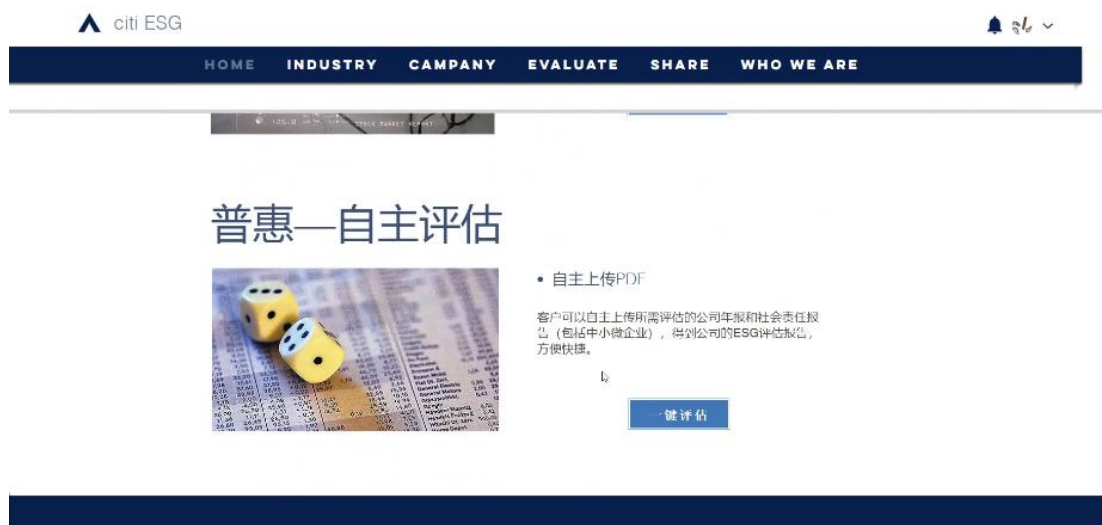 citi ESG
HOME INDUSTRY CAMPANY EVALUATE SHARE WHO WE ARE
普惠—自主评估
• 自主上传PDF
客户可以自主上传所需评估的公司年报和社会责任报
告（包括中小微企业），得到公司的ESG评估报告，
方便快捷。
一键评估